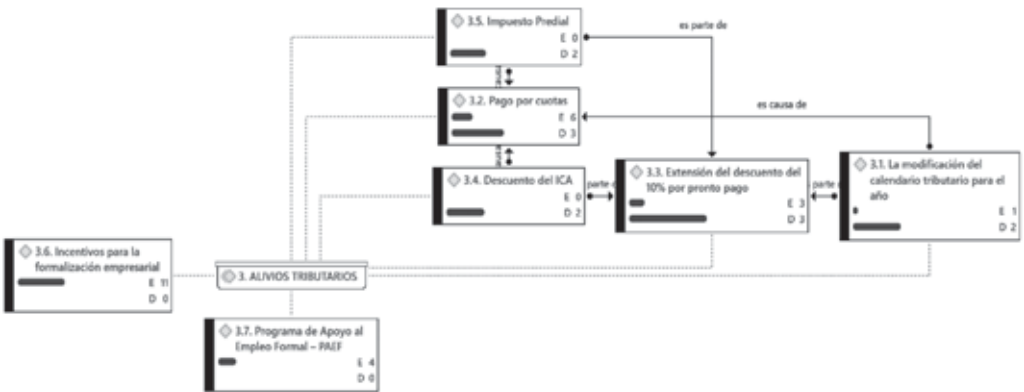 3.5. Impuesto Predial
E 0
D 2
es parte de
3.2. Pago por cuotas
E 6
D 3
es causa de
3.4. Descuento del ICA
E 0
D 2
parte
3.3. Extensión del descuento del
10% por pronto pago
E 3
D 3
parte
3.1. La modificación del
calendario tributario para el
año
E 1
D 2
3.6. Incentivos para la
formalización empresarial
E 11
D 0
3. ALIVIOS TRIBUTARIOS
3.7. Programa de Apoyo al
Empleo Formal – PAEF
E 4
D 0